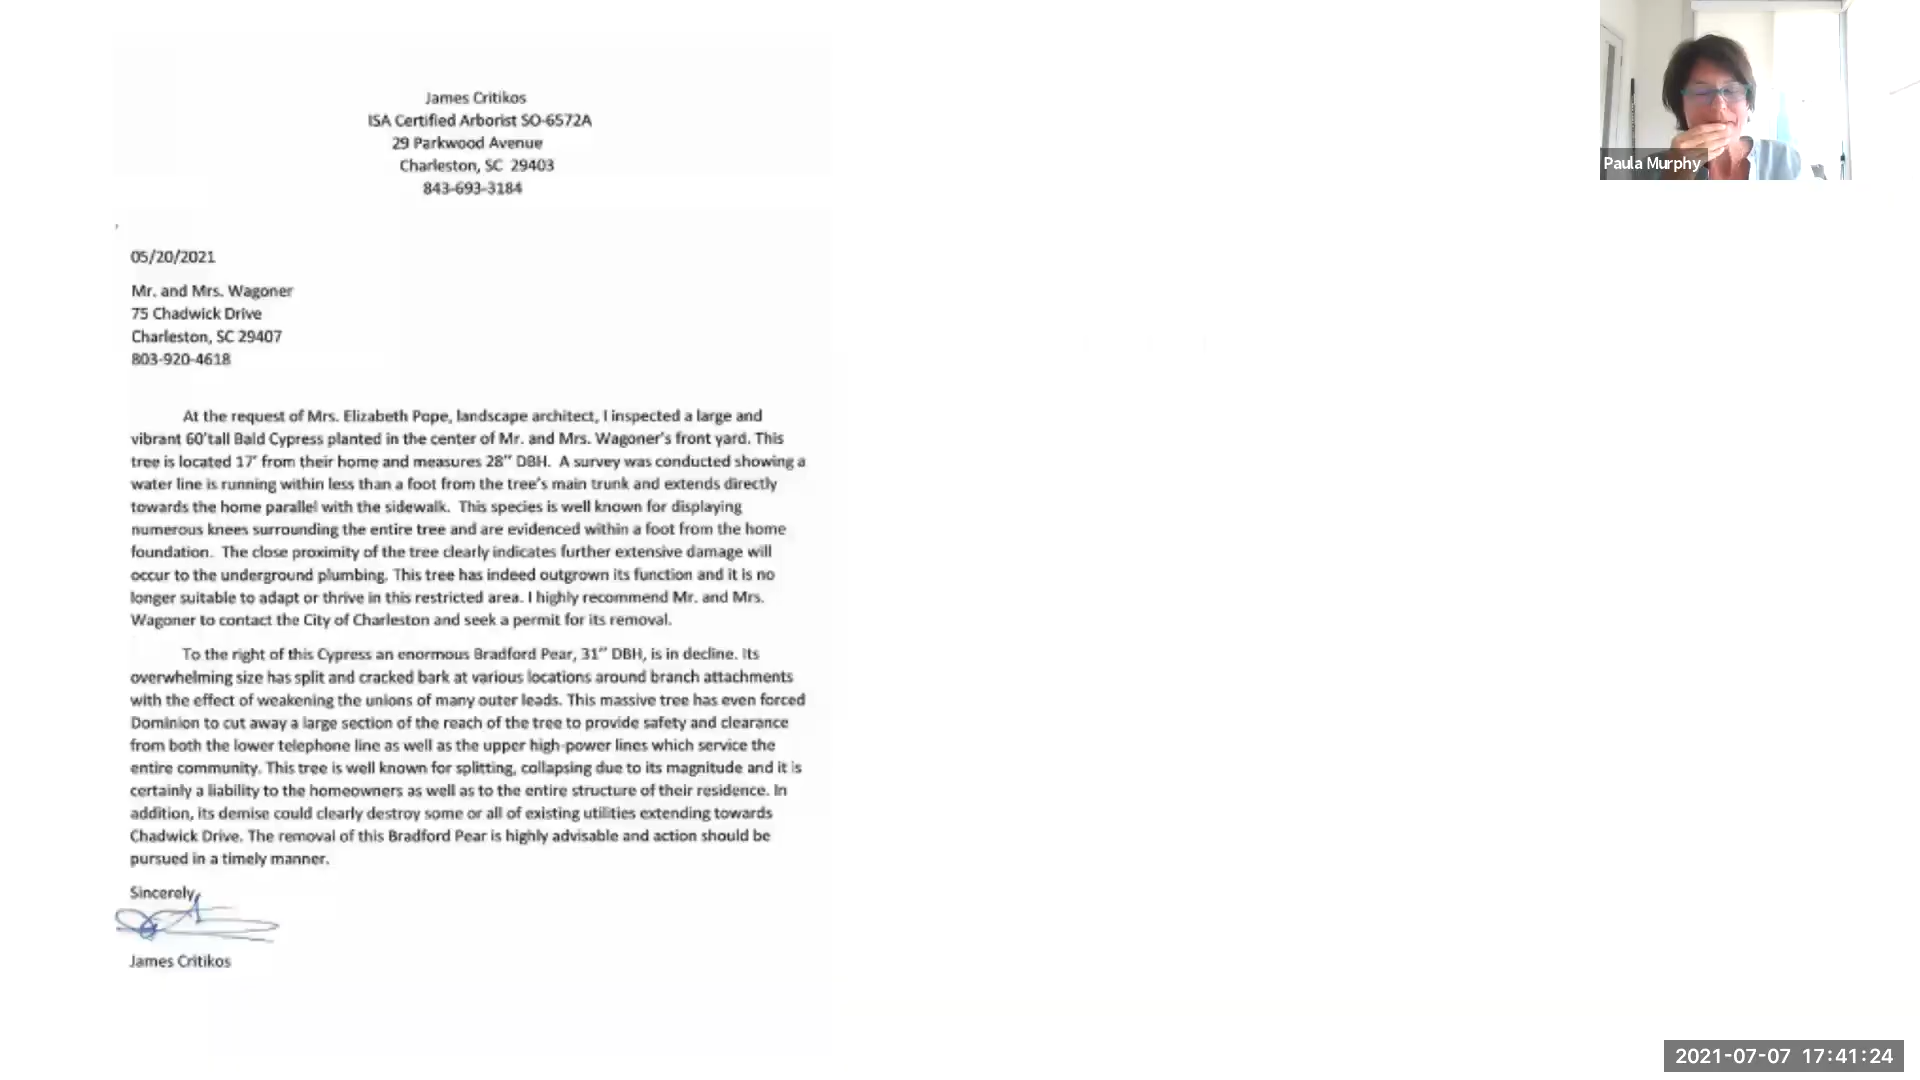 James Critikos
ISA Certified Arborist SO-6572A
29 Parkwood Avenue
Charleston, SC 29403
843-693-3184
05/20/2021
Mr. and Mrs. Wagoner
75 Chadwick Drive
Charleston, SC 29407
803-920-4618
At the request of Mrs. Elizabeth Pope, landscape architect, I inspected a large and
vibrant 60'tall Bald Cypress planted in the center of Mr. and Mrs. Wagoner's front yard. This
tree is located 17' from their home and measures 28" DBH. A survey was conducted showing a
water line is running within less than a foot from the tree's main trunk and extends directly
towards the home parallel with the sidewalk. This species is well known for displaying
numerous knees surrounding the entire tree and are evidenced within a foot from the home
foundation. The close proximity of the tree clearly indicates further extensive damage will
occur to the underground plumbing. This tree has indeed outgrown its function and it is no
longer suitable to adapt or thrive in this restricted area. I highly recommend Mr. and Mrs.
Wagoner to contact the City of Charleston and seek a permit for its removal.
To the right of this Cypress an enormous Bradford Pear, 31" DBH, is in decline. Its
overwhelming size has split and cracked bark at various locations around branch attachments
with the effect of weakening the unions of many outer leads. This massive tree has even forced
Dominion to cut away a large section of the reach of the tree to provide safety and clearance
from both the lower telephone line as well as the upper high-power lines which service the
entire community. This tree is well known for splitting, collapsing due to its magnitude and it is
certainly a liability to the homeowners as well as to the entire structure of their residence. In
addition, its demise could clearly destroy some or all of existing utilities extending towards
Chadwick Drive. The removal of this Bradford Pear is highly advisable and action should be
pursued in a timely manner.
Sincerely,
James Critikos
Paula Murphy
2021-07-07 17:41:24